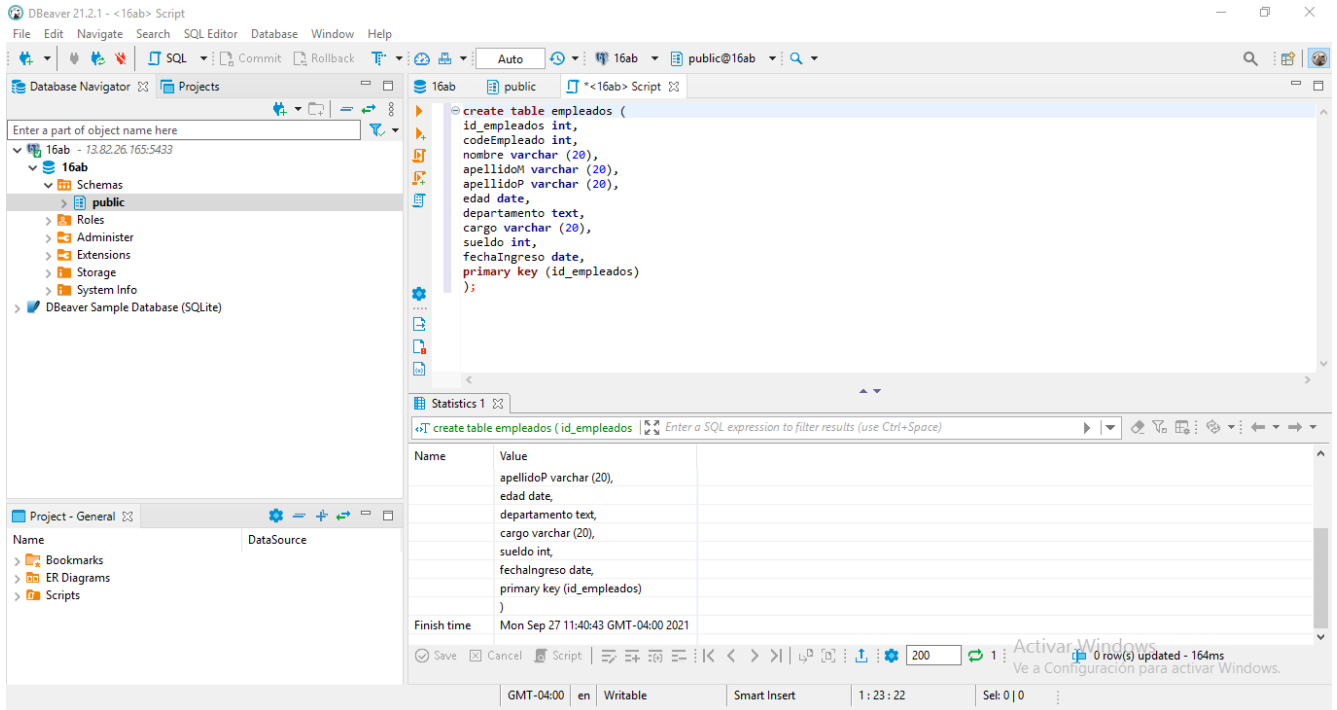 DBeaver 21.2.1 - <16ab> Script
File Edit Navigate Search SQL Editor Database Window Help
SQL Commit Rollback Auto 16ab public@16ab
Database Navigator Projects
Enter a part of object name here
16ab - 13.82.26.165:5433
16ab
Schemas
public
Roles
Administer
Extensions
Storage
System Info
DBeaver Sample Database (SQLite)
Project - General
Name DataSource
Bookmarks
ER Diagrams
Scripts
16ab public *<16ab> Script
create table empleados (
id_empleados int,
codeEmpleado int,
nombre varchar (20),
apellidoM varchar (20),
apellidoP varchar (20),
edad date,
departamento text,
cargo varchar (20),
sueldo int,
fechaIngreso date,
primary key (id_empleados)
);
Statistics 1
create table empleados ( id_empleados Enter a SQL expression to filter results (use Ctrl+Space)
Name Value
apellidoP varchar (20),
edad date,
departamento text,
cargo varchar (20),
sueldo int,
fechaIngreso date,
primary key (id_empleados)
)
Finish time Mon Sep 27 11:40:43 GMT-04:00 2021
Save Cancel Script 200 1 0 row(s) updated - 164ms
Activar Windows
Ve a Configuración para activar Windows.
GMT-04:00 en Writable Smart Insert 1 : 23 : 22 Sel: 0 | 0